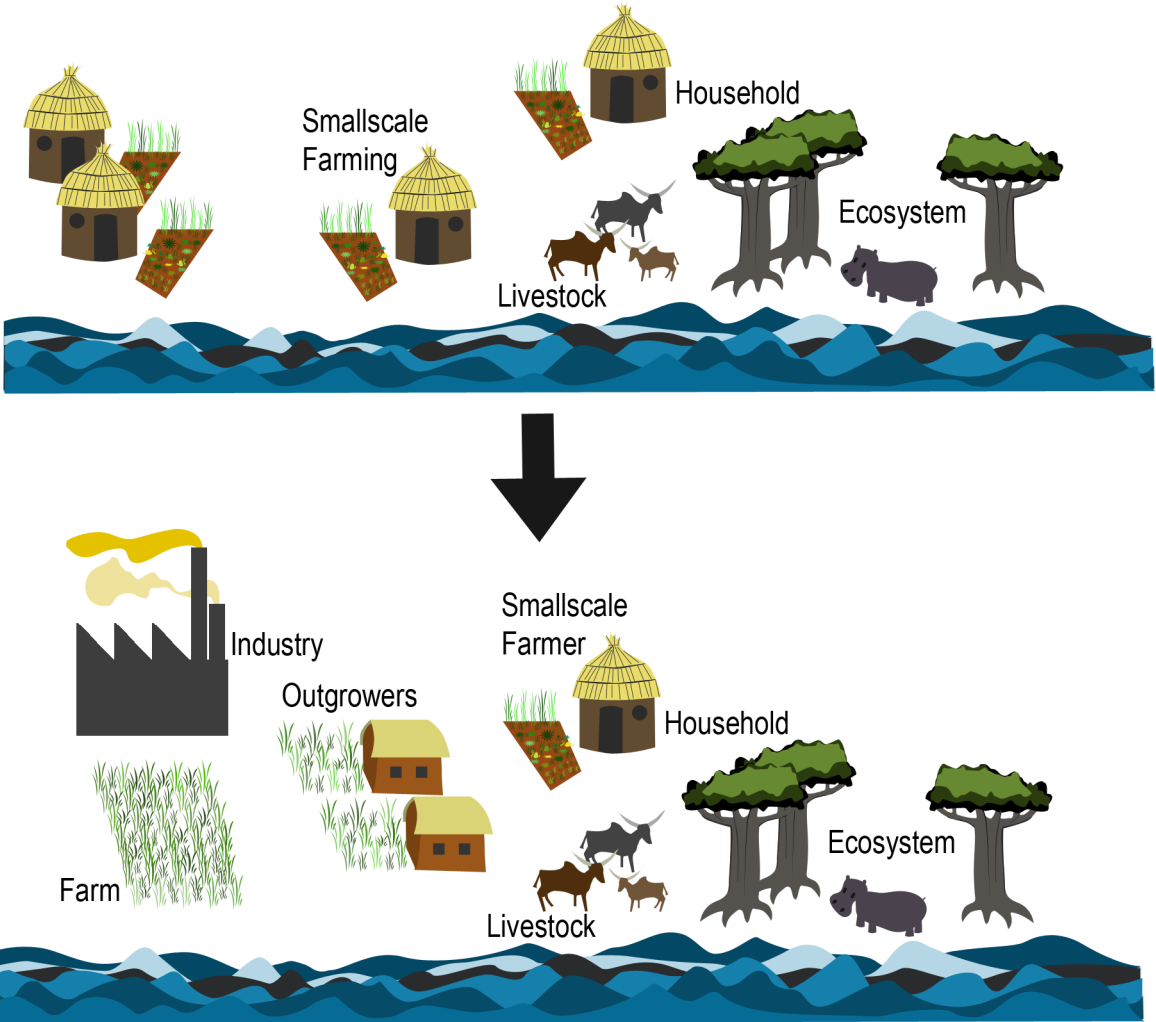 Household
Smallscale
Farming
Ecosystem
Livestock
Smallscale
Farmer
Industry
Outgrowers
Household
Ecosystem
Farm
Livestock